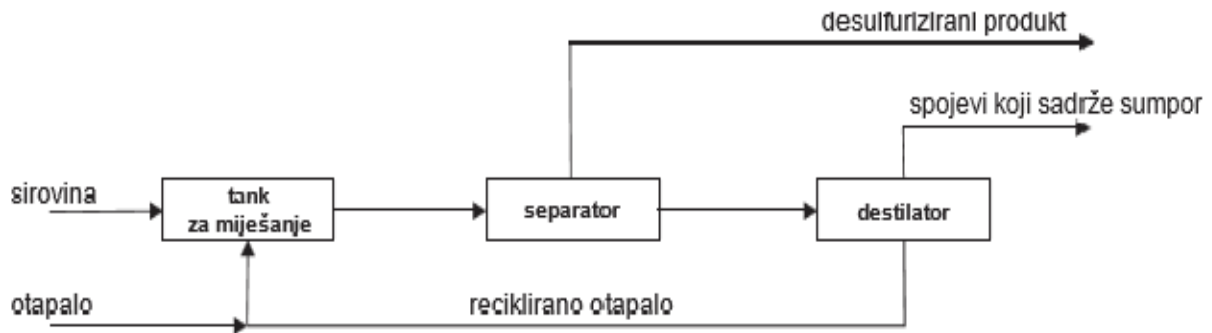 desulfurizirani produkt
spojevi koji sadrže sumpor
sirovina
tank
za miješanje
separator
destilator
otapalo
reciklirano otapalo